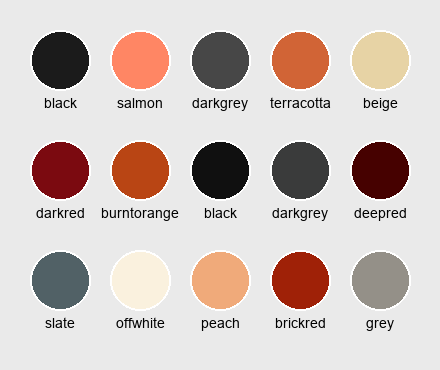 black salmon darkgrey terracotta beige
darkred burntorange black darkgrey deepred
slate offwhite peach brickred grey